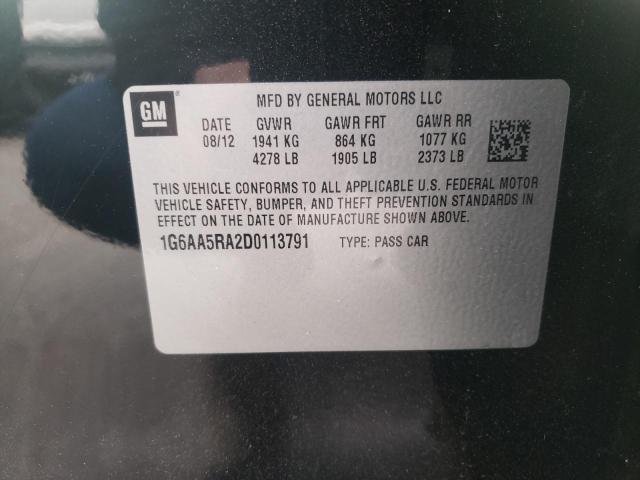 GM
MFD BY GENERAL MOTORS LLC
DATE GVWR GAWR FRT GAWR RR
08/12 1941 KG 864 KG 1077 KG
4278 LB 1905 LB 2373 LB
THIS VEHICLE CONFORMS TO ALL APPLICABLE U.S. FEDERAL MOTOR
VEHICLE SAFETY, BUMPER, AND THEFT PREVENTION STANDARDS IN
EFFECT ON THE DATE OF MANUFACTURE SHOWN ABOVE.
1G6AA5RA2D0113791 TYPE: PASS CAR